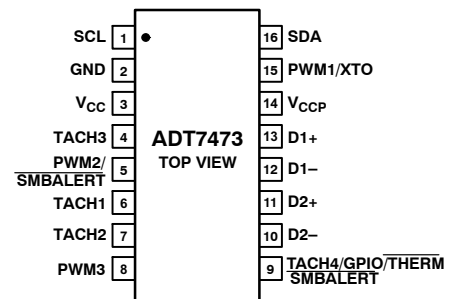 SCL 1
GND 2
VCC 3
TACH3 4
PWM2/
SMBALERT 5
TACH1 6
TACH2 7
PWM3 8
ADT7473
TOP VIEW
16 SDA
15 PWM1/XTO
14 VCCP
13 D1+
12 D1–
11 D2+
10 D2–
9 TACH4/GPIO/THERM
SMBALERT